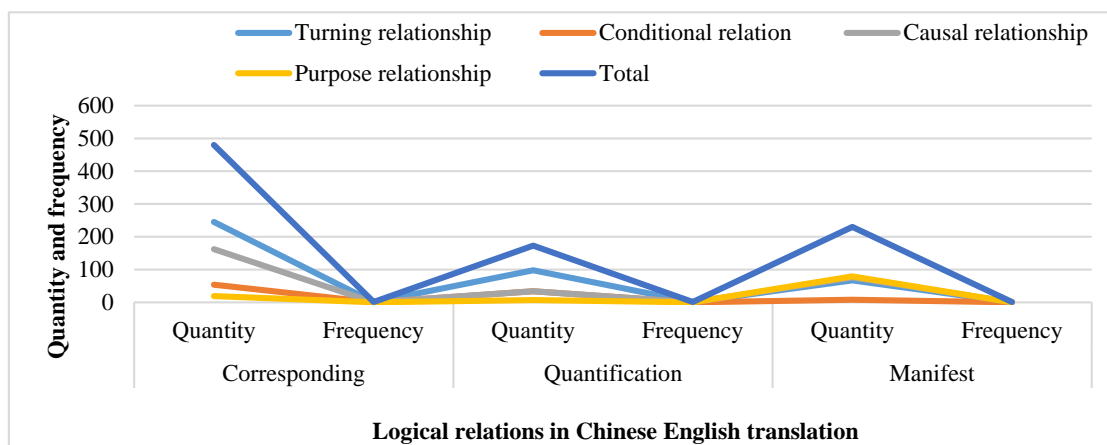 Turning relationship Conditional relation Causal relationship
Purpose relationship Total
600
500
400
300
200
100
0
Quantity and frequency
Quantity Frequency Quantity Frequency Quantity Frequency
Corresponding Quantification Manifest
Logical relations in Chinese English translation